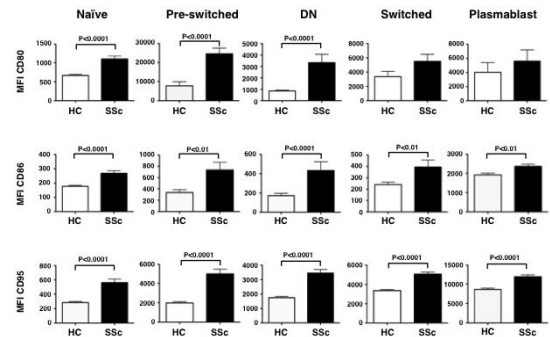 Naïve Pre-switched DN Switched Plasmablast
MFI CD80
P<0.0001 P<0.0001 P<0.0001
1500 1000 500 0
30000 20000 10000 0
5000 4000 3000 2000 1000 0
8000 6000 4000 2000 0
8000 6000 4000 2000 0
HC SSc HC SSc HC SSc HC SSc HC SSc
MFI CD86
P<0.0001 P<0.01 P<0.0001 P<0.01 P<0.01
400 300 200 100 0
1000 800 600 400 200 0
600 400 200 0
500 400 300 200 100 0
3000 2000 1000 0
HC SSc HC SSc HC SSc HC SSc HC SSc
MFI CD95
P<0.0001 P<0.0001 P<0.0001 P<0.0001 P<0.0001
800 600 400 200 0
6000 4000 2000 0
4000 3000 2000 1000 0
6000 4000 2000 0
15000 10000 5000 0
HC SSc HC SSc HC SSc HC SSc HC SSc